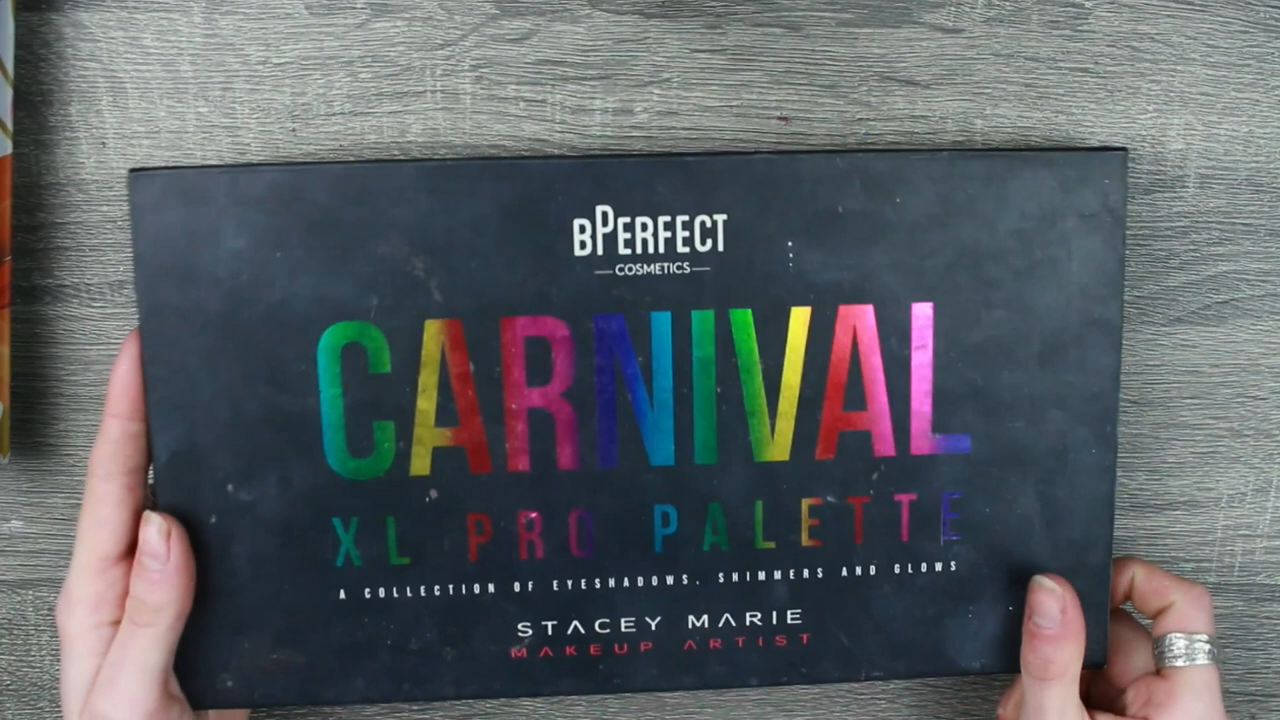 BPERFECT
COSMETICS
CARNIVAL
XL PRO PALETTE
A COLLECTION OF EYESHADOWS, SHIMMERS AND GLOWS
STACEY MARIE
MAKEUP ARTIST